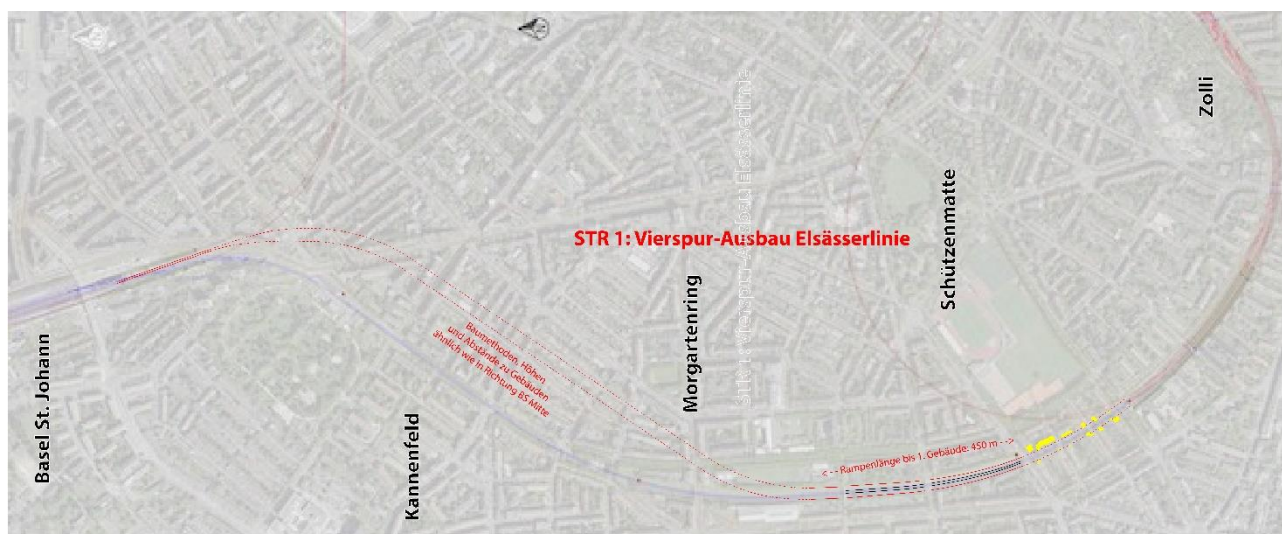 Zolli
Schützenmatte
STR 1: Vierspur-Ausbau Elsässerlinie
STR 1: Vierspur-Ausbau Elsässerlinie
Morgartenring
Baumethoden, Höhen
und Abstände zu Gebäuden
ähnlich wie in Richtung BS Mitte
Basel St. Johann
Kannenfeld
<-- Rampenlänge bis 1. Gebäude: 450 m -->